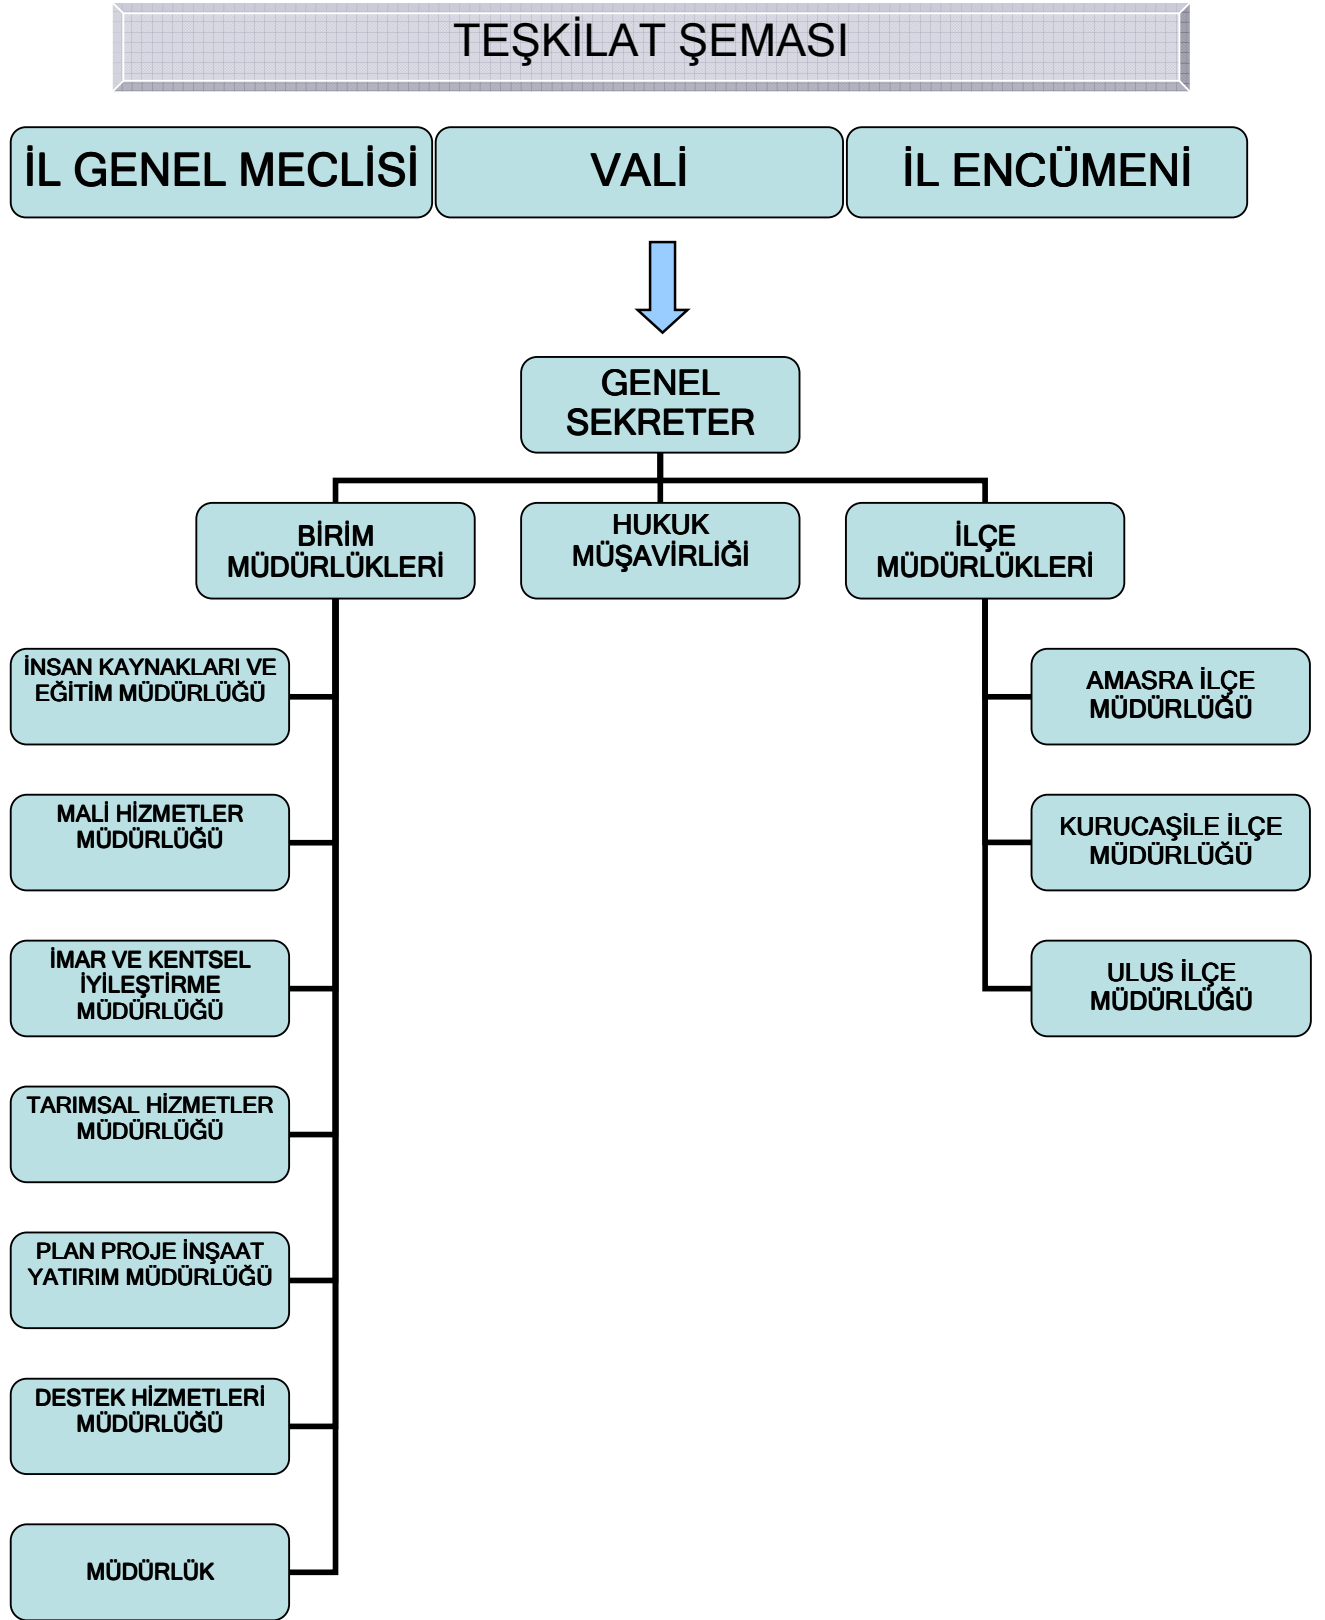 TEŞKİLAT ŞEMASI
İL GENEL MECLİSİ
VALİ
İL ENCÜMENİ
GENEL
SEKRETER
BİRİM
MÜDÜRLÜKLERİ
HUKUK
MÜŞAVİRLİĞİ
İLÇE
MÜDÜRLÜKLERİ
İNSAN KAYNAKLARI VE
EĞİTİM MÜDÜRLÜĞÜ
MALİ HİZMETLER
MÜDÜRLÜĞÜ
İMAR VE KENTSEL
İYİLEŞTİRME
MÜDÜRLÜĞÜ
TARIMSAL HİZMETLER
MÜDÜRLÜĞÜ
PLAN PROJE İNŞAAT
YATIRIM MÜDÜRLÜĞÜ
DESTEK HİZMETLERİ
MÜDÜRLÜĞÜ
MÜDÜRLÜK
AMASRA İLÇE
MÜDÜRLÜĞÜ
KURUCAŞİLE İLÇE
MÜDÜRLÜĞÜ
ULUS İLÇE
MÜDÜRLÜĞÜ